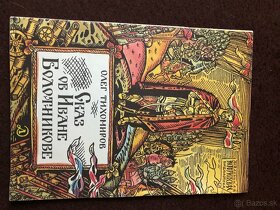 ОЛЕГ ТИХОМИРОВ
СКАЗ
ОБ ИВАНЕ
БОЛОТНИКОВЕ
bazos.sk